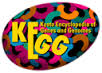 KEGG
Kyoto Encyclopedia of
Genes and Genomes